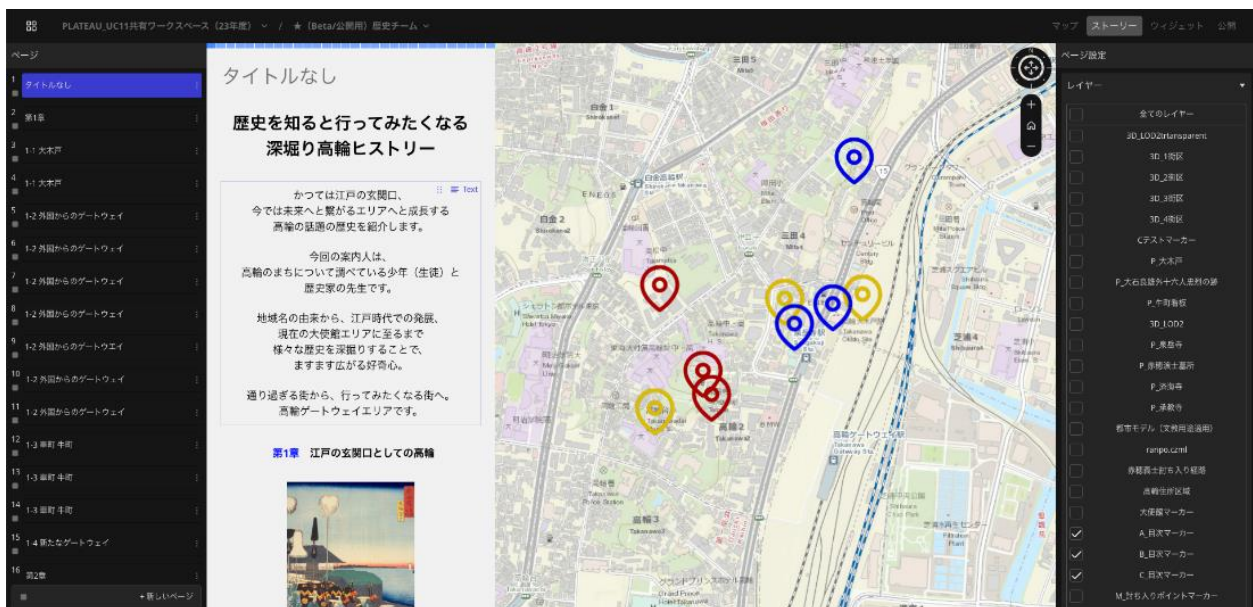 PLATEAU_UC11共有ワークスペース（23年度）
/
★（Beta/公開用）歴史チーム
マップ
ストーリー
ウィジェット
公開
ページ
1
タイトルなし
2
第1章
3
1-1 大木戸
4
1-1 大木戸
5
1-2 外国からのゲートウェイ
6
1-2 外国からのゲートウェイ
7
1-2 外国からのゲートウェイ
8
1-2 外国からのゲートウェイ
9
1-2 外国からのゲートウェイ
10
1-2 外国からのゲートウェイ
11
1-2 外国からのゲートウェイ
12
1-3 車町 牛町
13
1-3 車町 牛町
14
1-3 車町 牛町
15
1-4 新たなゲートウェイ
16
第2章
+新しいページ
タイトルなし
歴史を知ると行ってみたくなる
深堀り高輪ヒストリー
Text
かつては江戸の玄関口、
今では未来へと繋がるエリアへと成長する
高輪の話題の歴史を紹介します。
今回の案内人は、
高輪のまちについて調べている少年（生徒）と
歴史家の先生です。
地域名の由来から、江戸時代での発展、
現在の大使館エリアに至るまで
様々な歴史を深掘りすることで、
ますます広がる好奇心。
通り過ぎる街から、行ってみたくなる街へ。
高輪ゲートウェイエリアです。
第1章 江戸の玄関口としての高輪
三田5
白金1
白金2
ENEOS
三田4
芝浦4
高輪2
高輪3
高輪ゲートウェイ駅
15
ページ設定
レイヤー
全てのレイヤー
3D_LOD2trtansparent
3D_1街区
3D_2街区
3D_3街区
3D_4街区
Cテストマーカー
P_大木戸
P_大石良雄外十六人忠烈の跡
P_牛町看板
3D_LOD2
P_泉岳寺
P_赤穂義士墓所
P_済海寺
P_承教寺
都市モデル（文教用途適用）
ranpo.czml
赤穂義士討ち入り経路
高輪住所区域
大使館マーカー
A_目次マーカー
B_目次マーカー
C_目次マーカー
M_討ち入りポイントマーカー